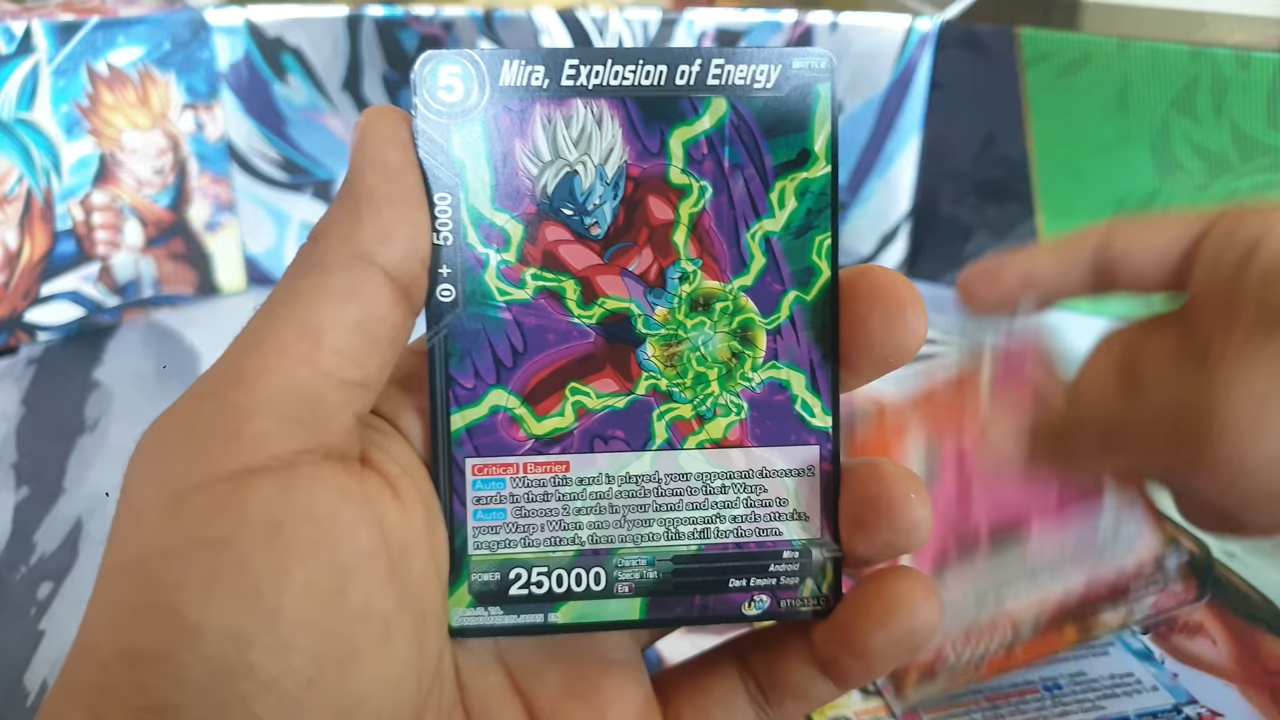 5
Mira, Explosion of Energy
BATTLE
0 + 5000
Critical Barrier
Auto When this card is played, your opponent chooses 2
cards in their hand and sends them to their Warp.
Auto Choose 2 cards in your hand and send them to
your Warp : When one of your opponent's cards attacks,
negate the attack, then negate this skill for the turn.
POWER 25000
Character Mira
Special Trait Android
Era Dark Empire Saga
UW BT10-134 C